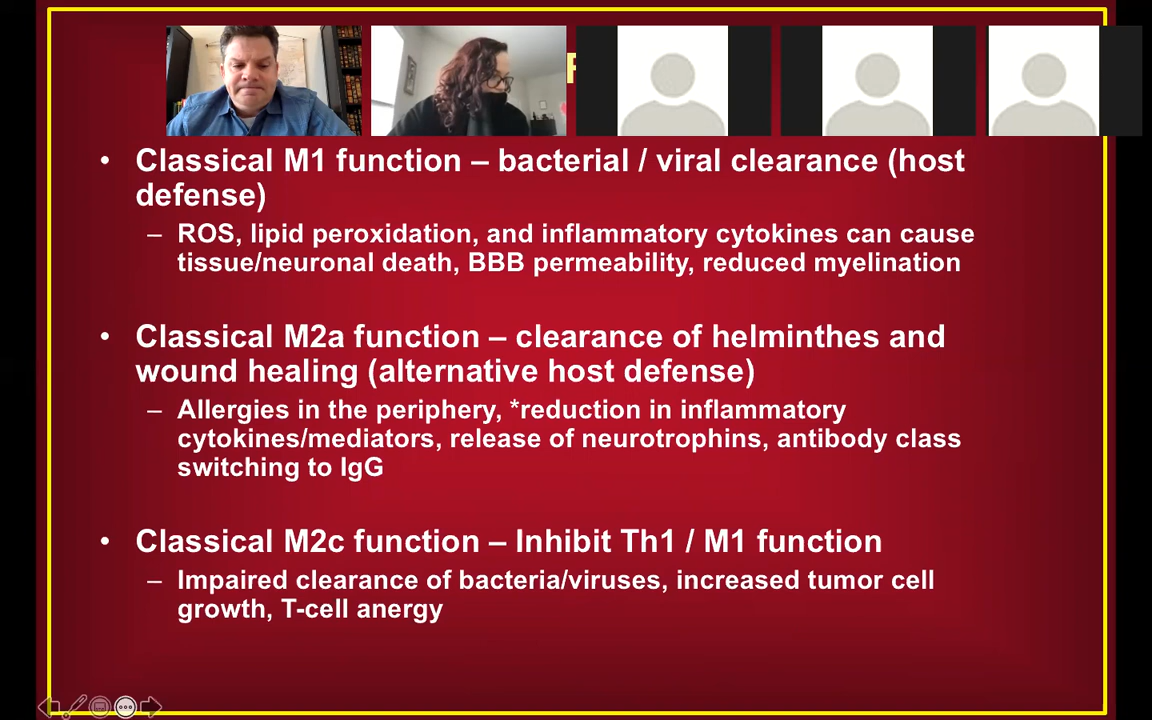 • Classical M1 function – bacterial / viral clearance (host
defense)
– ROS, lipid peroxidation, and inflammatory cytokines can cause
tissue/neuronal death, BBB permeability, reduced myelination
• Classical M2a function – clearance of helminthes and
wound healing (alternative host defense)
– Allergies in the periphery, *reduction in inflammatory
cytokines/mediators, release of neurotrophins, antibody class
switching to IgG
• Classical M2c function – Inhibit Th1 / M1 function
– Impaired clearance of bacteria/viruses, increased tumor cell
growth, T-cell anergy